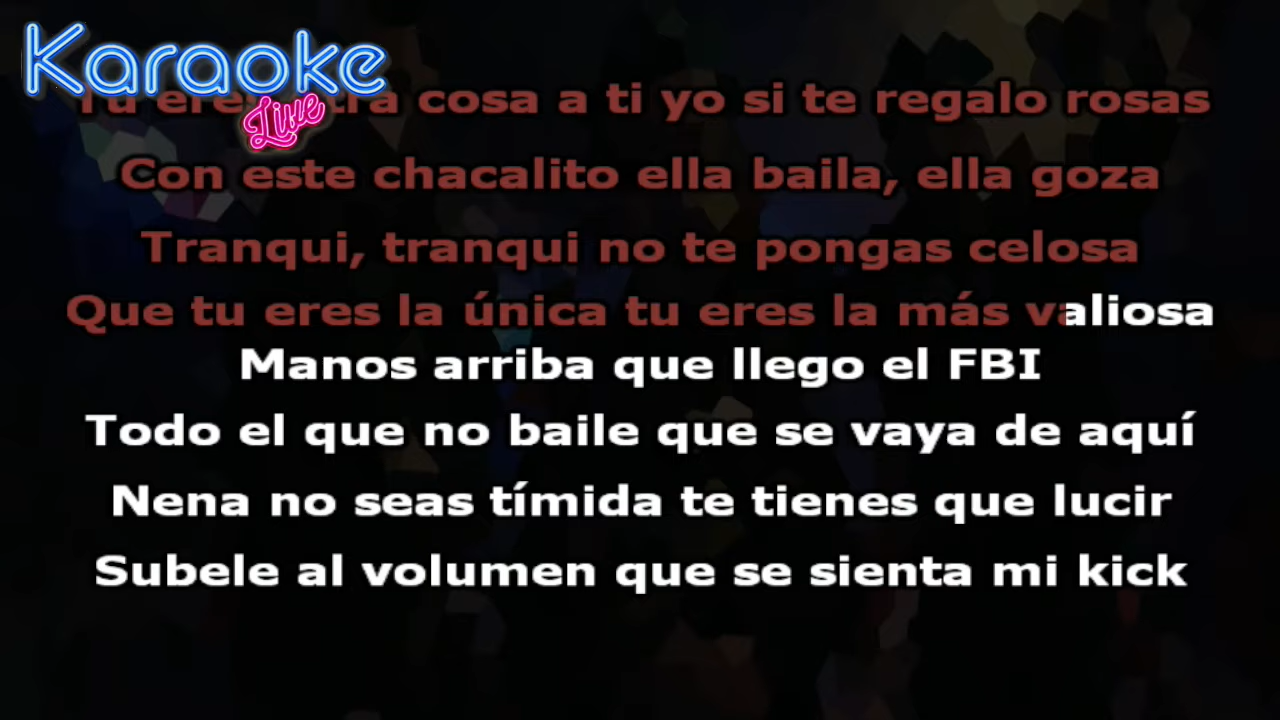 Karaoke
Live
Tu cosa a ti yo si te regalo rosas
Con este chacalito ella baila, ella goza
Tranqui, tranqui no te pongas celosa
Que tu eres la única tu eres la más valiosa
Manos arriba que llego el FBI
Todo el que no baile que se vaya de aquí
Nena no seas tímida te tienes que lucir
Subele al volumen que se sienta mi kick